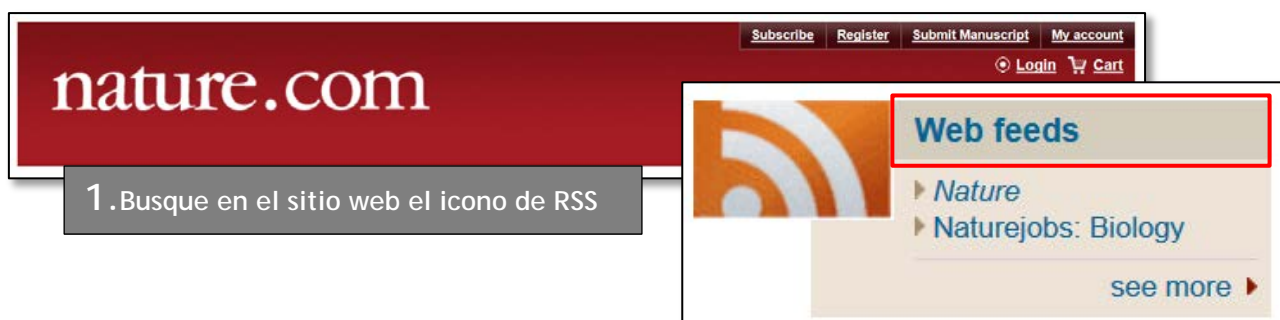 Subscribe Register Submit Manuscript My account
Login Cart
nature.com
1.Busque en el sitio web el icono de RSS
Web feeds
Nature
Naturejobs: Biology
see more